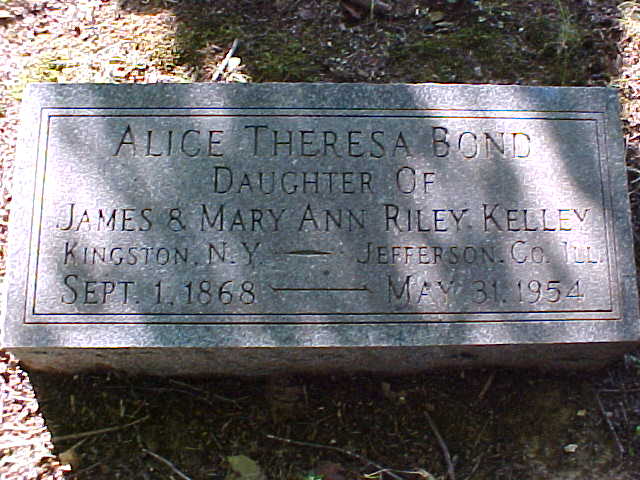 ALICE THERESA BOND
DAUGHTER OF
JAMES & MARY ANN RILEY KELLEY
KINGSTON, N.Y. — JEFFERSON, CO. ILL.
SEPT. 1, 1868 — MAY 31, 1954